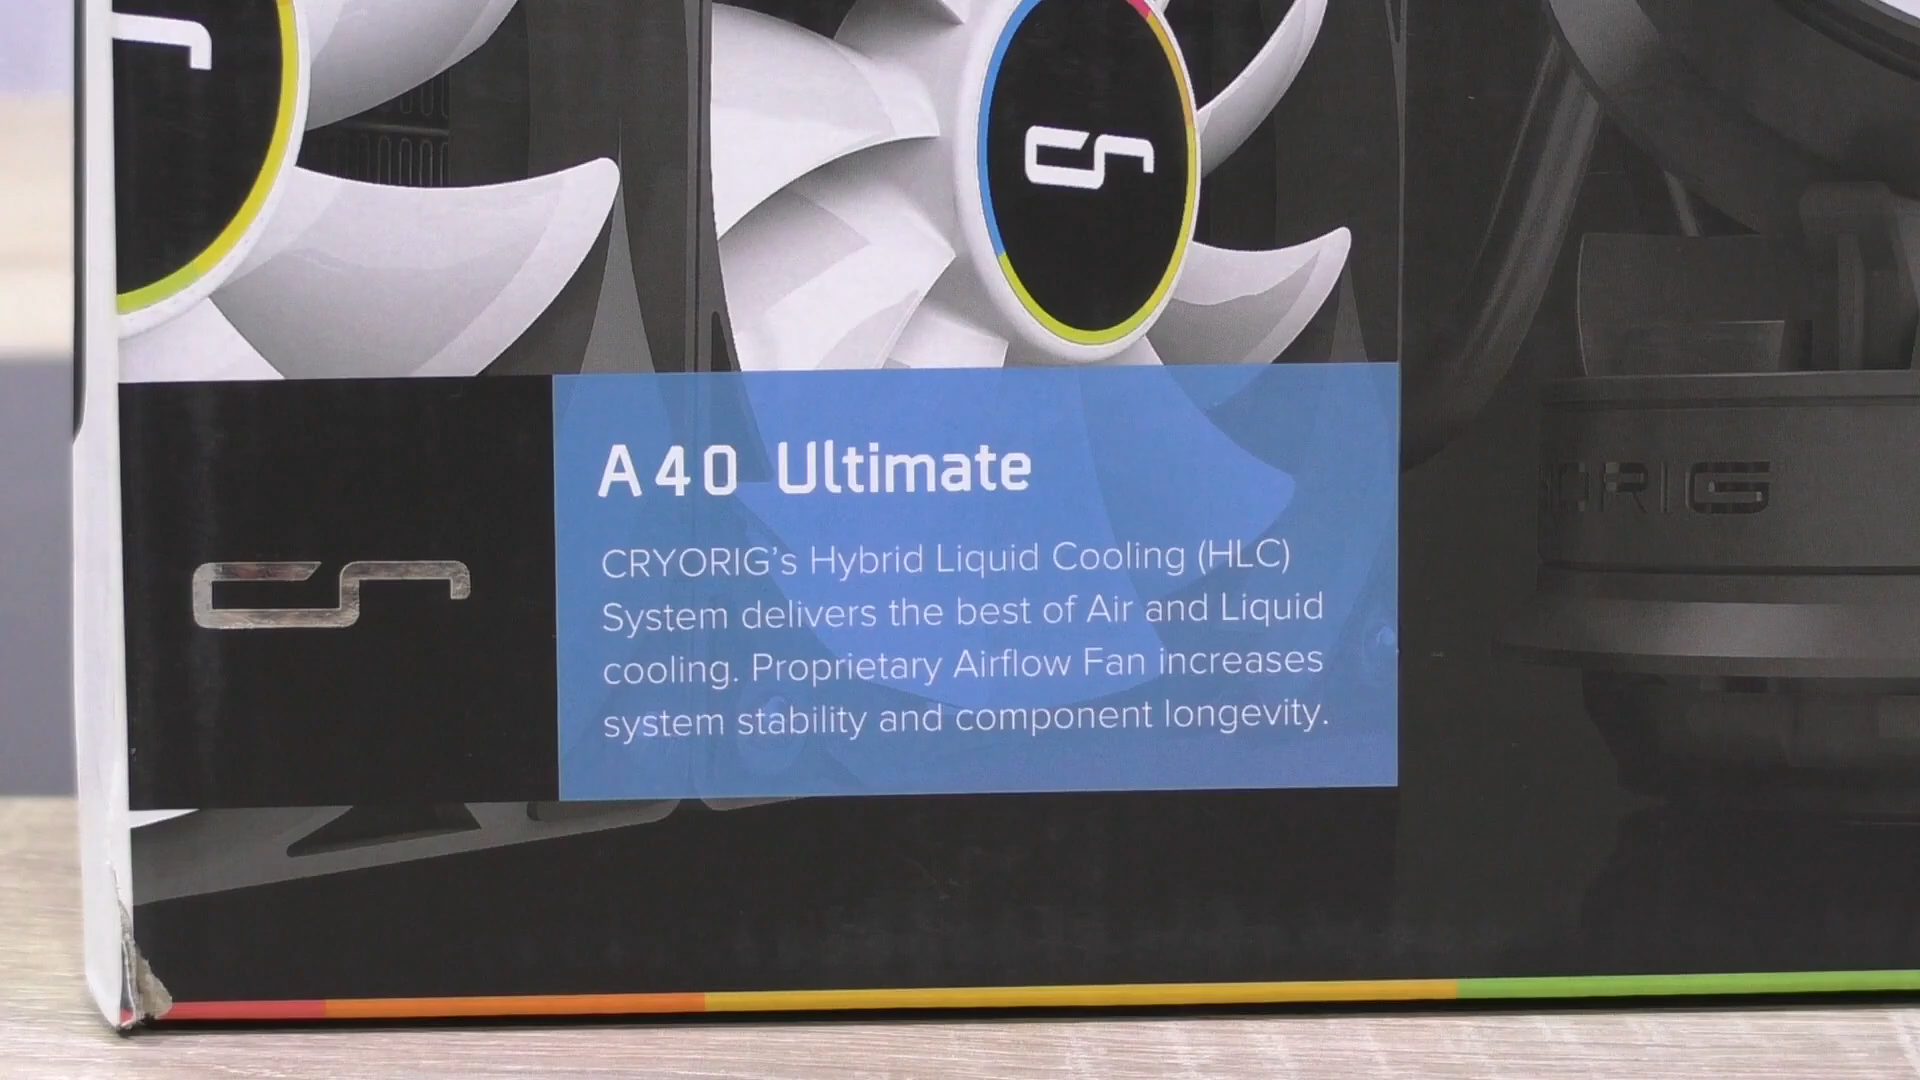 A40 Ultimate
CRYORIG's Hybrid Liquid Cooling (HLC)
System delivers the best of Air and Liquid
cooling. Proprietary Airflow Fan increases
system stability and component longevity.
ORIG